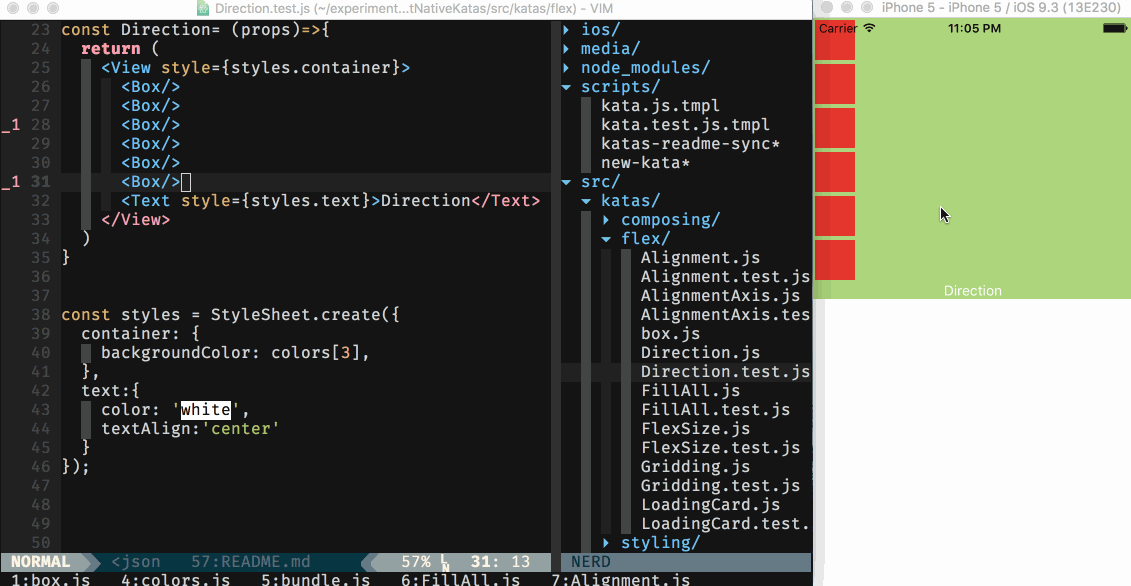 Direction.test.js (~/experiment...tNativeKatas/src/katas/flex) - VIM
23 const Direction= (props)=>{
24 return (
25 <View style={styles.container}>
26 <Box/>
27 <Box/>
_1 28 <Box/>
29 <Box/>
30 <Box/>
_1 31 <Box/>
32 <Text style={styles.text}>Direction</Text>
33 </View>
34 )
35 }
36
37
38 const styles = StyleSheet.create({
39 container: {
40 backgroundColor: colors[3],
41 },
42 text:{
43 color: 'white',
44 textAlign:'center'
45 }
46 });
47
48
49
50
NORMAL <json 57:README.md 57% 31: 13
1:box.js 4:colors.js 5:bundle.js 6:FillAll.js 7:Alignment.js
ios/
media/
node_modules/
scripts/
kata.js.tmpl
kata.test.js.tmpl
katas-readme-sync*
new-kata*
src/
katas/
composing/
flex/
Alignment.js
Alignment.test.js
AlignmentAxis.js
AlignmentAxis.tes
box.js
Direction.js
Direction.test.js
FillAll.js
FillAll.test.js
FlexSize.js
FlexSize.test.js
Gridding.js
Gridding.test.js
LoadingCard.js
LoadingCard.test.
styling/
NERD
iPhone 5 - iPhone 5 / iOS 9.3 (13E230)
Carrier 11:05 PM
Direction